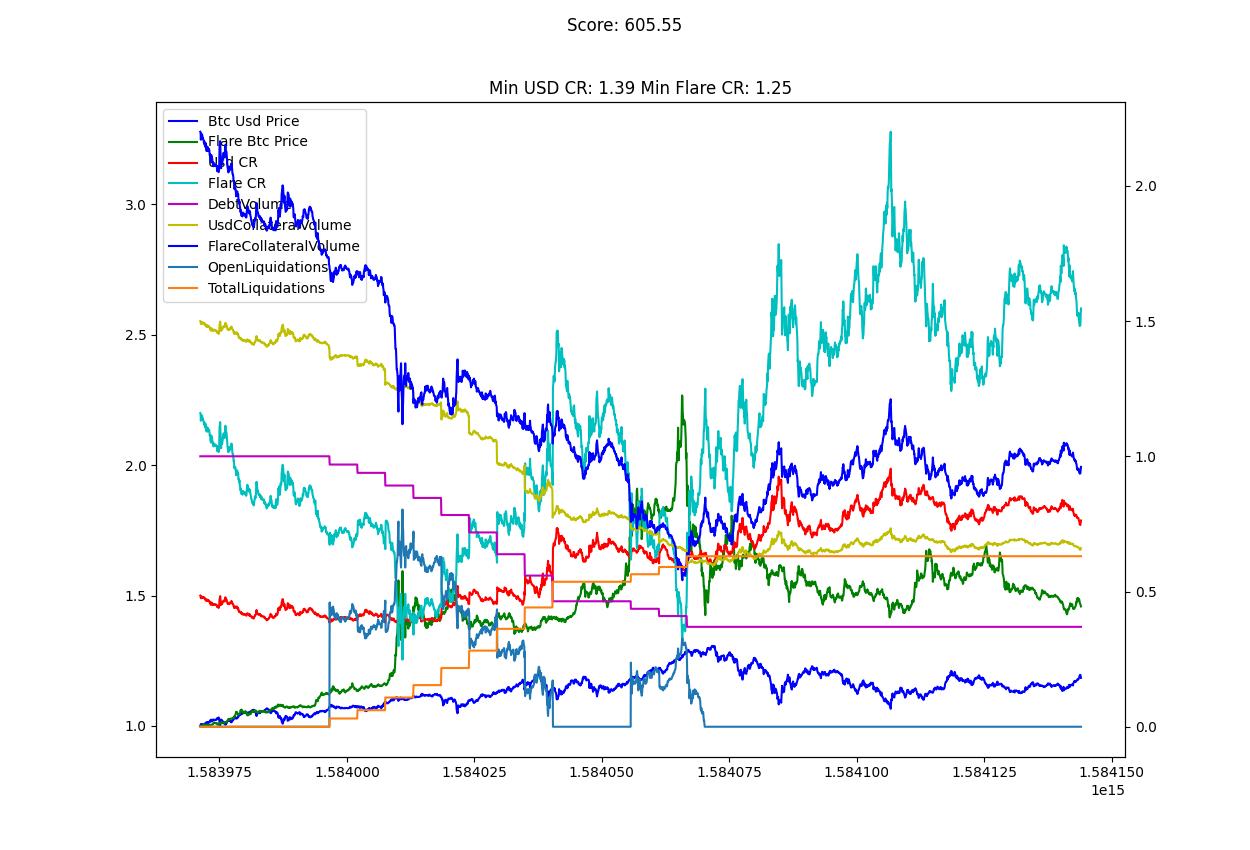 Score: 605.55
Min USD CR: 1.39 Min Flare CR: 1.25
Btc Usd Price
Flare Btc Price
Usd CR
Flare CR
DebtVolume
UsdCollateralVolume
FlareCollateralVolume
OpenLiquidations
TotalLiquidations
3.0
2.5
2.0
1.5
1.0
2.0
1.5
1.0
0.5
0.0
1.583975
1.584000
1.584025
1.584050
1.584075
1.584100
1.584125
1.584150
1e15